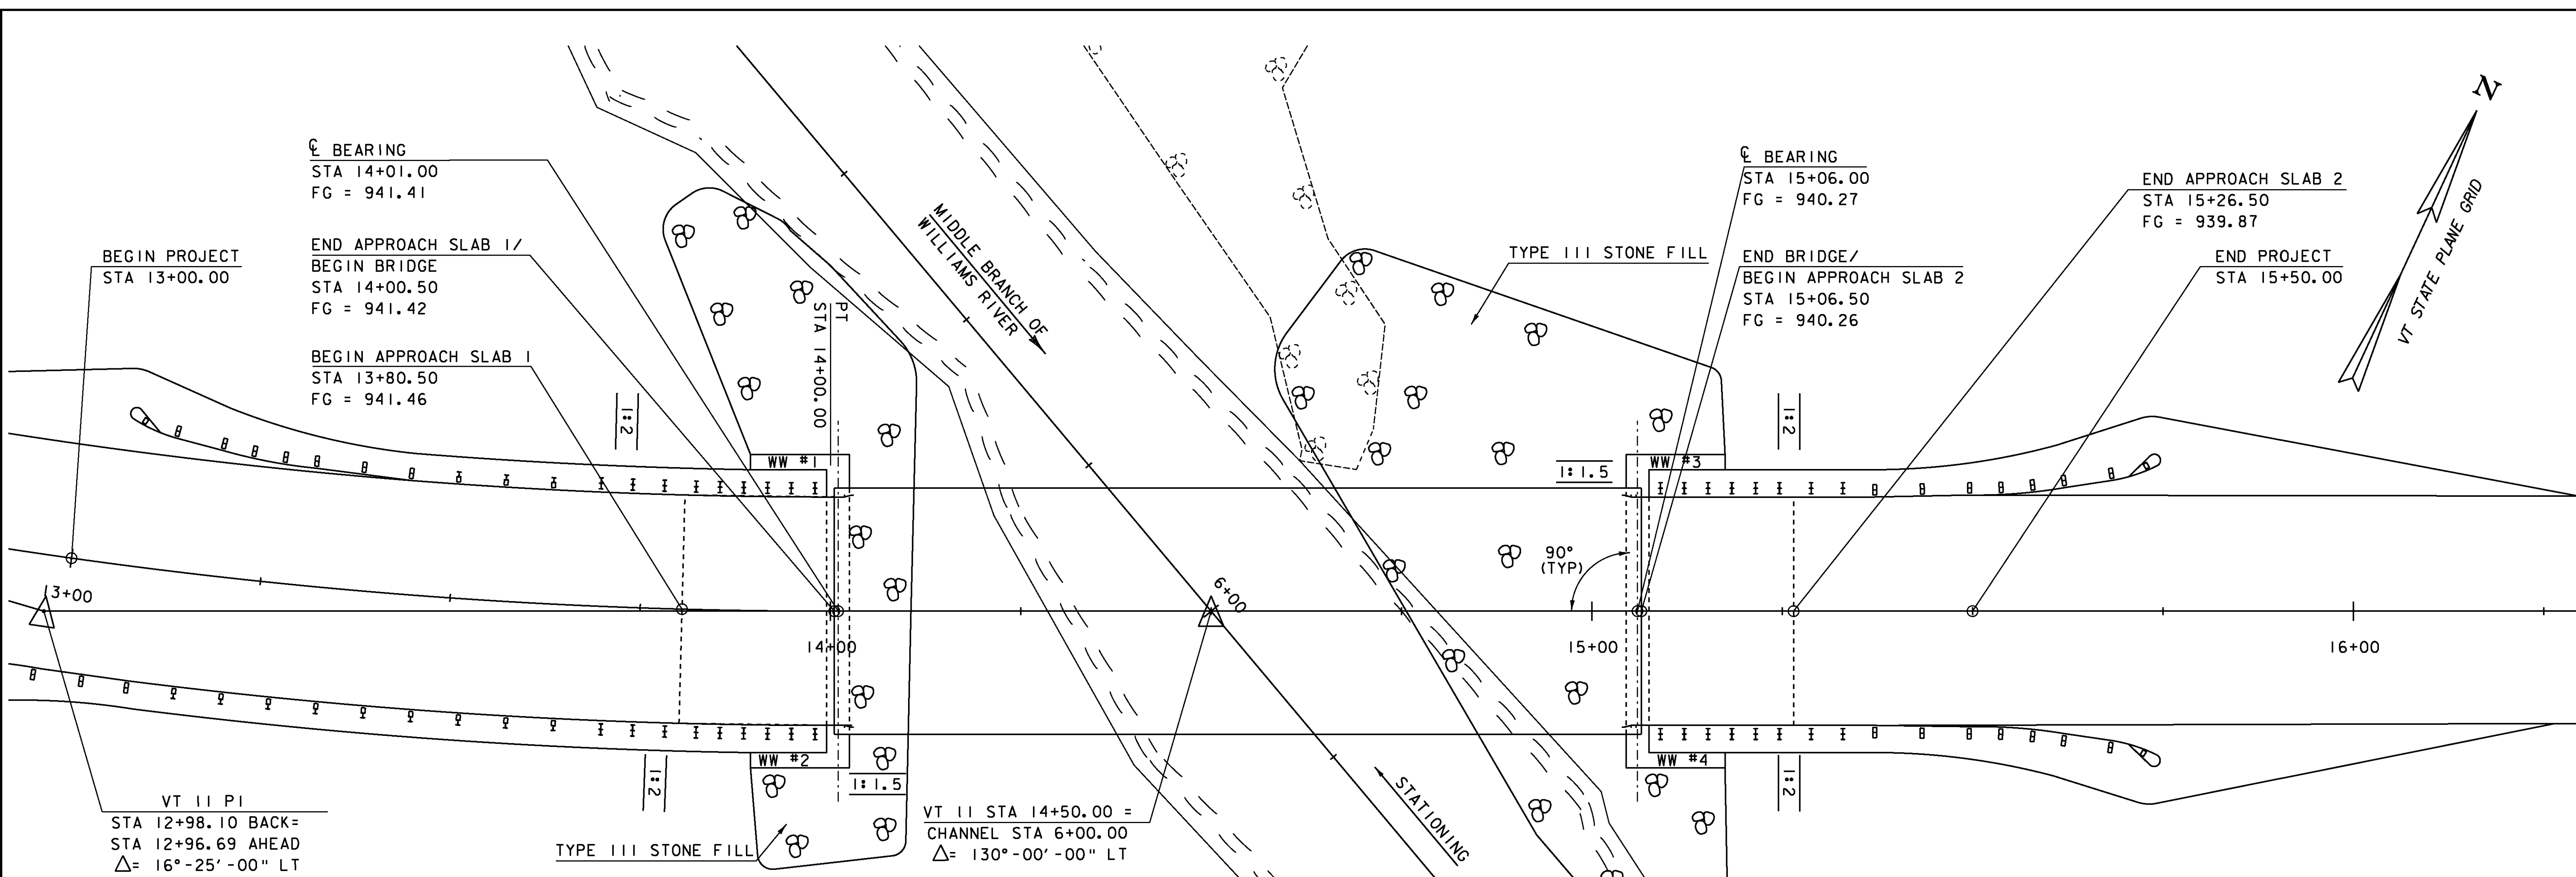 BEGIN PROJECT
STA 13+00.00
℄ BEARING
STA 14+01.00
FG = 941.41
END APPROACH SLAB 1/
BEGIN BRIDGE
STA 14+00.50
FG = 941.42
BEGIN APPROACH SLAB 1
STA 13+80.50
FG = 941.46
1:2
PT
STA 14+00.00
MIDDLE BRANCH OF
WILLIAMS RIVER
TYPE III STONE FILL
℄ BEARING
STA 15+06.00
FG = 940.27
END BRIDGE/
BEGIN APPROACH SLAB 2
STA 15+06.50
FG = 940.26
END APPROACH SLAB 2
STA 15+26.50
FG = 939.87
END PROJECT
STA 15+50.00
N
VT STATE PLANE GRID
1:2
WW #1
1:1.5
WW #3
90°
(TYP)
13+00
6+00
14+00
15+00
16+00
WW #2
WW #4
1:2
1:1.5
1:2
VT 11 PI
STA 12+98.10 BACK=
STA 12+96.69 AHEAD
△= 16°-25'-00" LT
TYPE III STONE FILL
VT 11 STA 14+50.00 =
CHANNEL STA 6+00.00
△= 130°-00'-00" LT
STATIONING